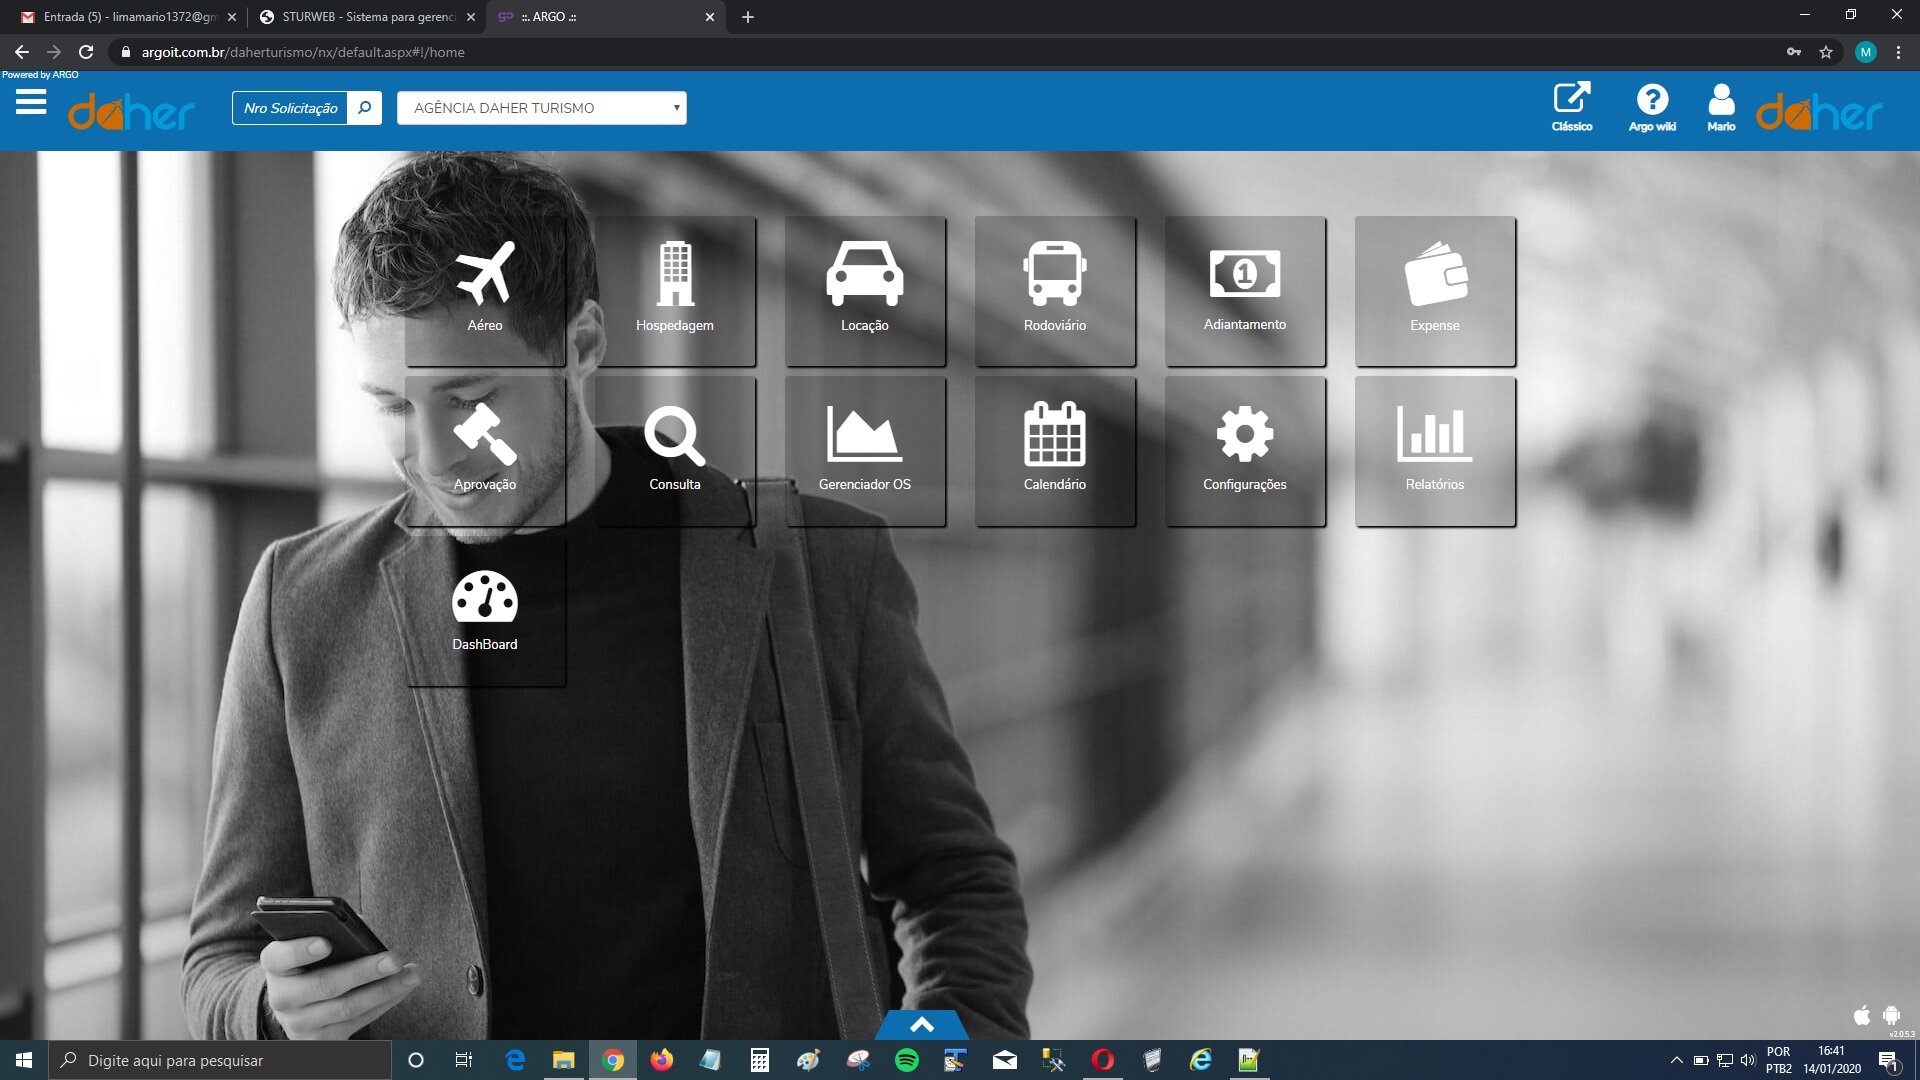 Entrada (5) - limamario1372@gm
STURWEB - Sistema para gerenci
::. ARGO .::
argoit.com.br/daherturismo/nx/default.aspx#!/home
M
Powered by ARGO
daher
Nro Solicitação
AGÊNCIA DAHER TURISMO
Clássico
Argo wiki
Mario
daher
Aéreo
Hospedagem
Locação
Rodoviário
Adiantamento
Expense
Aprovação
Consulta
Gerenciador OS
Calendário
Configurações
Relatórios
DashBoard
v2.0.5.3
Digite aqui para pesquisar
POR
PTB2
16:41
14/01/2020
1